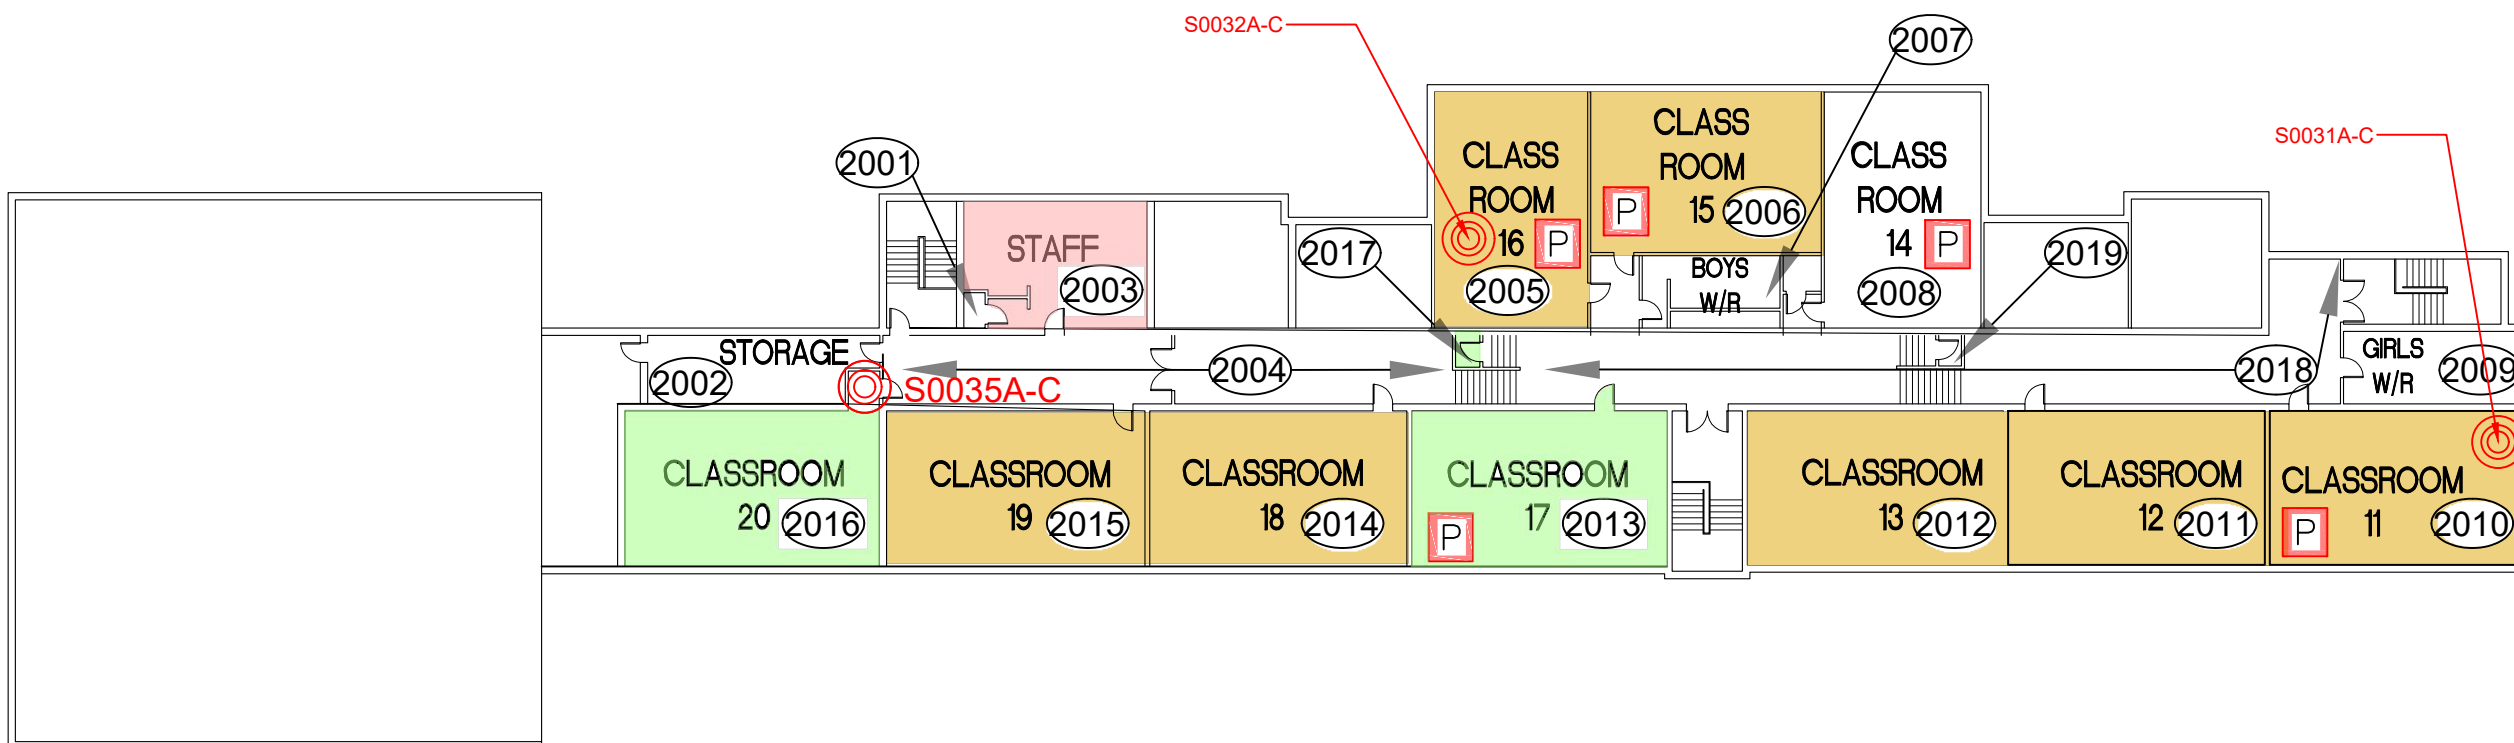 S0032A-C
2007
S0031A-C
2001
CLASS
ROOM
16
P
2005
CLASS
ROOM
15
2006
P
CLASS
ROOM
14
P
2008
STAFF
2003
2017
2019
BOYS
W/R
STORAGE
2002
S0035A-C
2004
2018
GIRLS
W/R
2009
CLASSROOM
20 2016
CLASSROOM
19 2015
CLASSROOM
18 2014
CLASSROOM
17 2013
P
CLASSROOM
13 2012
CLASSROOM
12 2011
CLASSROOM
11 2010
P